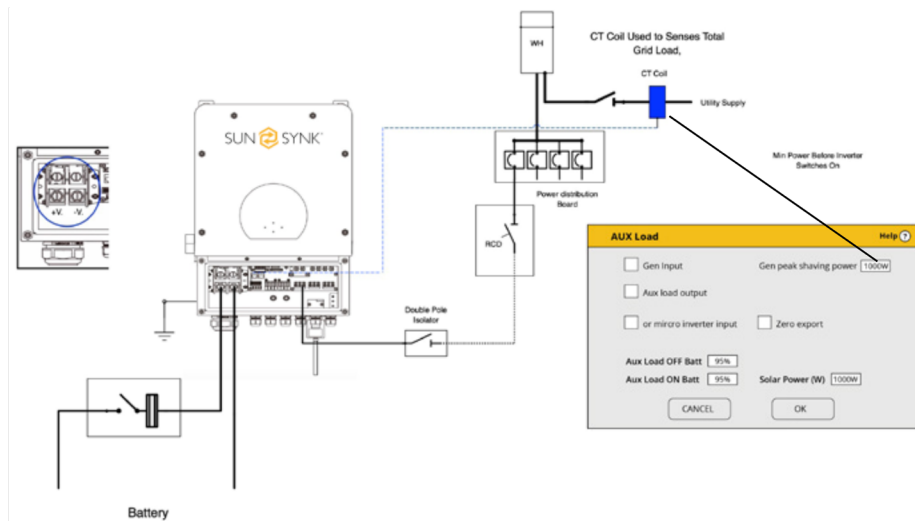 WH
CT Coil Used to Senses Total
Grid Load,
CT Coil
Utility Supply
SUN SYNK
Min Power Before Inverter
Switches On
+V. -V.
Power distribution
Board
RCD
AUX Load
Help ?
Gen Input
Gen peak shaving power 1000W
Aux load output
or mircro inverter input
Zero export
Double Pole
Isolator
Aux Load OFF Batt 95%
Aux Load ON Batt 95%
Solar Power (W) 1000W
CANCEL
OK
Battery